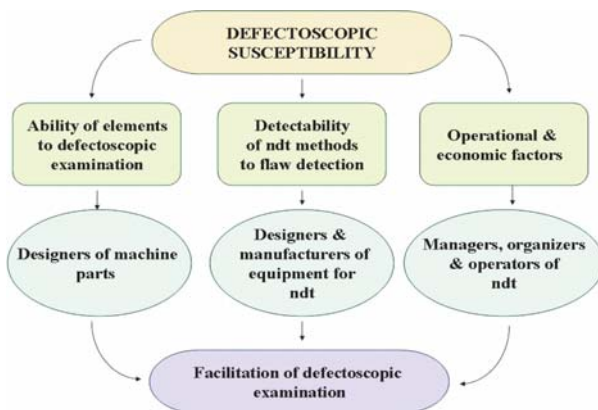 DEFECTOSCOPIC
SUSCEPTIBILITY
Ability of elements
to defectoscopic
examination
Detectability
of ndt methods
to flaw detection
Operational &
economic factors
Designers of machine
parts
Designers &
manufacturers of
equipment for
ndt
Managers, organizers
& operators of
ndt
Facilitation of defectoscopic
examination